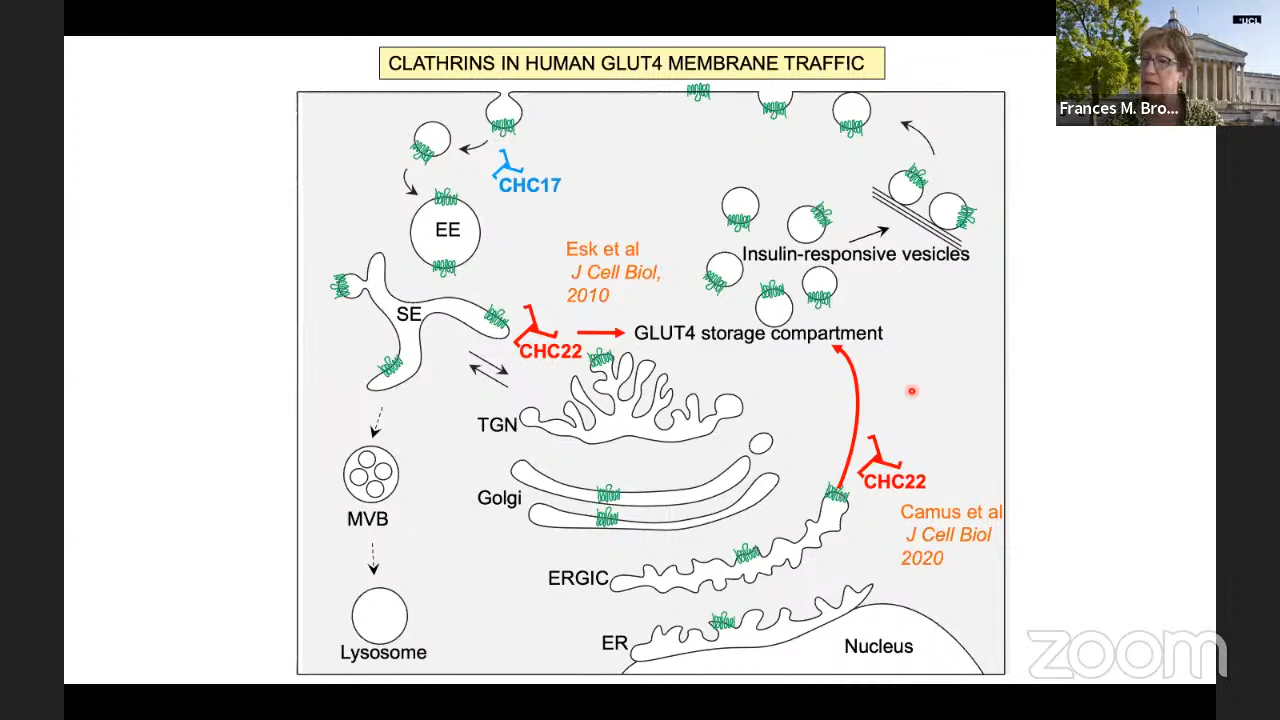 CLATHRINS IN HUMAN GLUT4 MEMBRANE TRAFFIC
UCL
Frances M. Bro...
CHC17
EE
Esk et al
J Cell Biol,
2010
Insulin-responsive vesicles
SE
CHC22
GLUT4 storage compartment
TGN
Golgi
CHC22
MVB
Camus et al
J Cell Biol
2020
ERGIC
ER
Nucleus
Lysosome
zoom